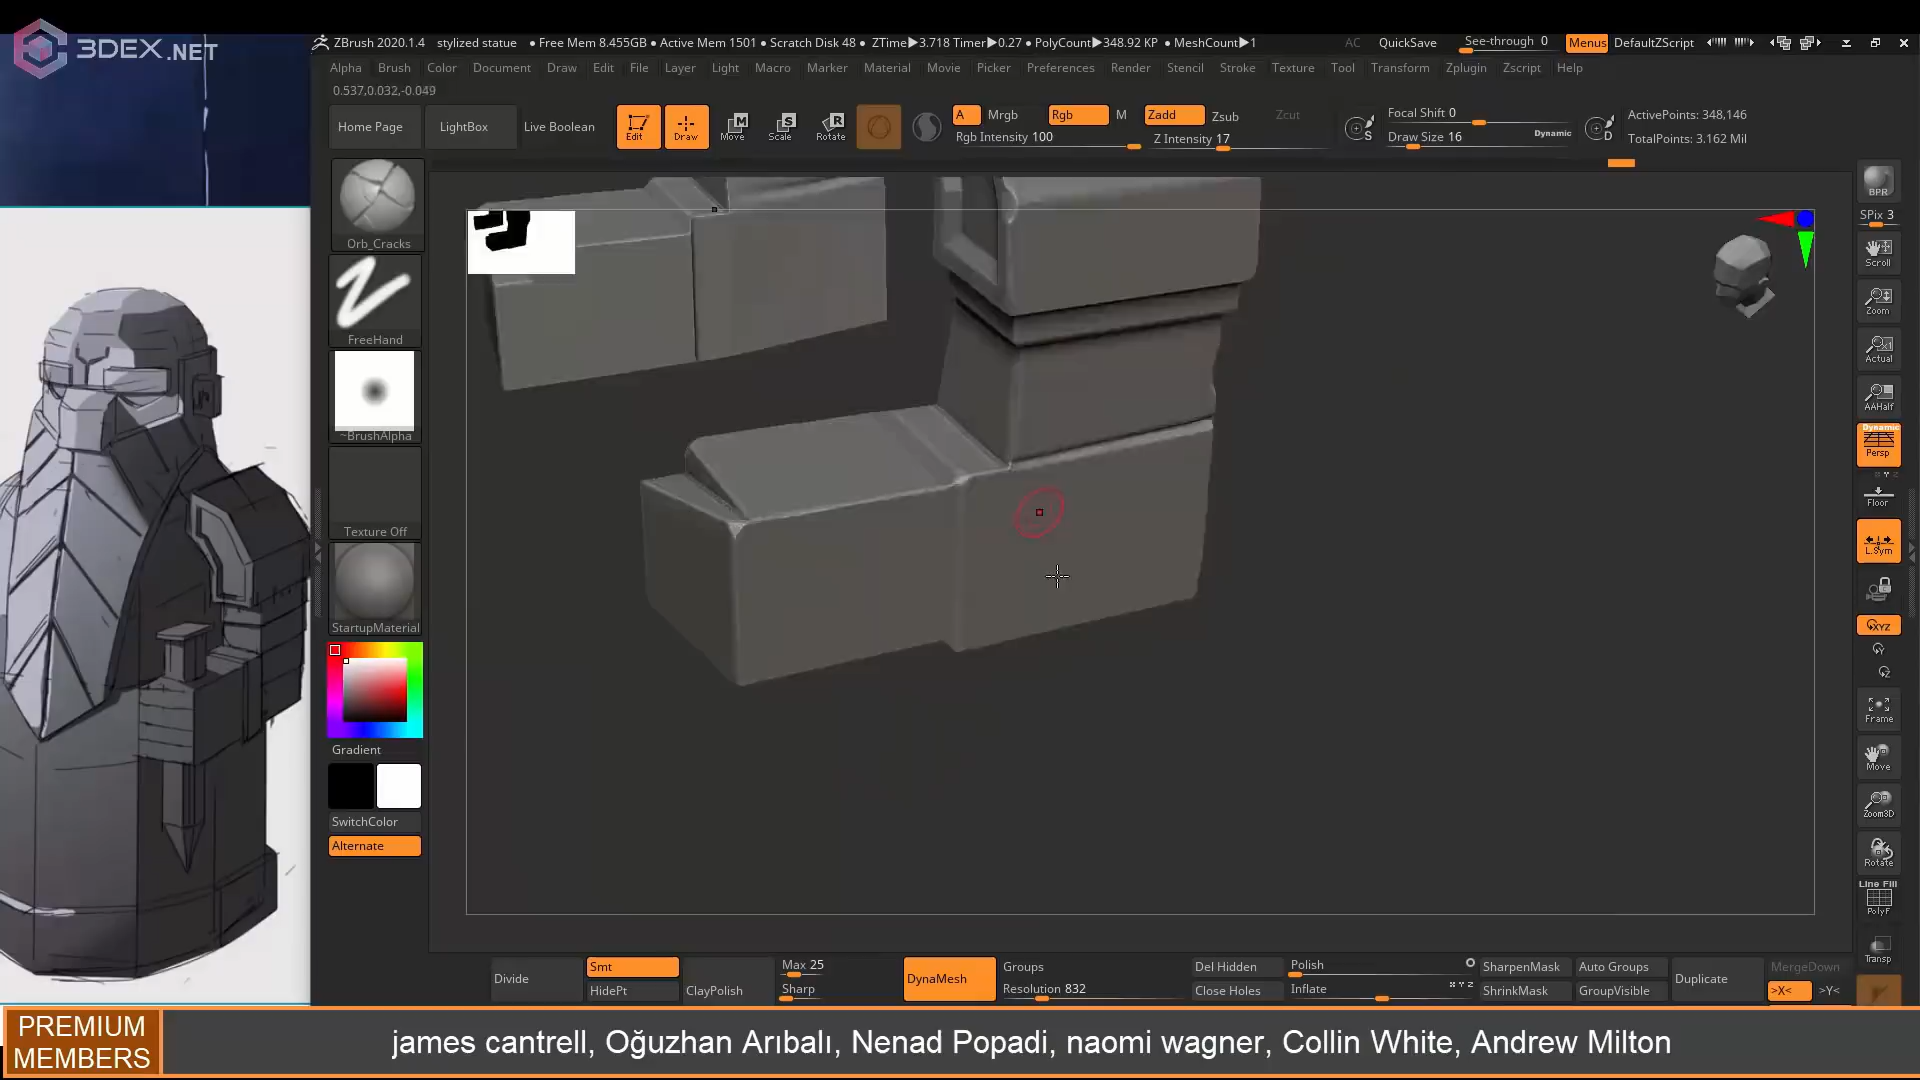 3DEX.NET
ZBrush 2020.1.4 stylized statue • Free Mem 8.455GB • Active Mem 1501 • Scratch Disk 48 • ZTime▶3.718 Timer▶0.27 • PolyCount▶348.92 KP • MeshCount▶1 AC QuickSave See-through 0 Menus DefaultZScript
Alpha Brush Color Document Draw Edit File Layer Light Macro Marker Material Movie Picker Preferences Render Stencil Stroke Texture Tool Transform Zplugin Zscript Help
0.537,0.032,-0.049
Home Page LightBox Live Boolean Edit Draw Move Scale Rotate
A Mrgb Rgb M Zadd Zsub Zcut
Rgb Intensity 100 Z Intensity 17
Focal Shift 0
Draw Size 16 Dynamic
ActivePoints: 348,146
TotalPoints: 3.162 Mil
Orb_Cracks
FreeHand
~BrushAlpha
Texture Off
StartupMaterial
Gradient
SwitchColor
Alternate
BPR
SPix 3
Scroll
Zoom
Actual
AAHalf
Dynamic
Persp
Floor
L.Sym
XYZ
Y
Z
Frame
Move
Zoom3D
Rotate
Line Fill
PolyF
Transp
Divide Smt HidePt ClayPolish Max 25 Sharp DynaMesh Groups Resolution 832
Del Hidden Close Holes Polish Inflate SharpenMask ShrinkMask Auto Groups GroupVisible Duplicate MergeDown >X< >Y<
PREMIUM
MEMBERS
james cantrell, Oğuzhan Arıbalı, Nenad Popadi, naomi wagner, Collin White, Andrew Milton